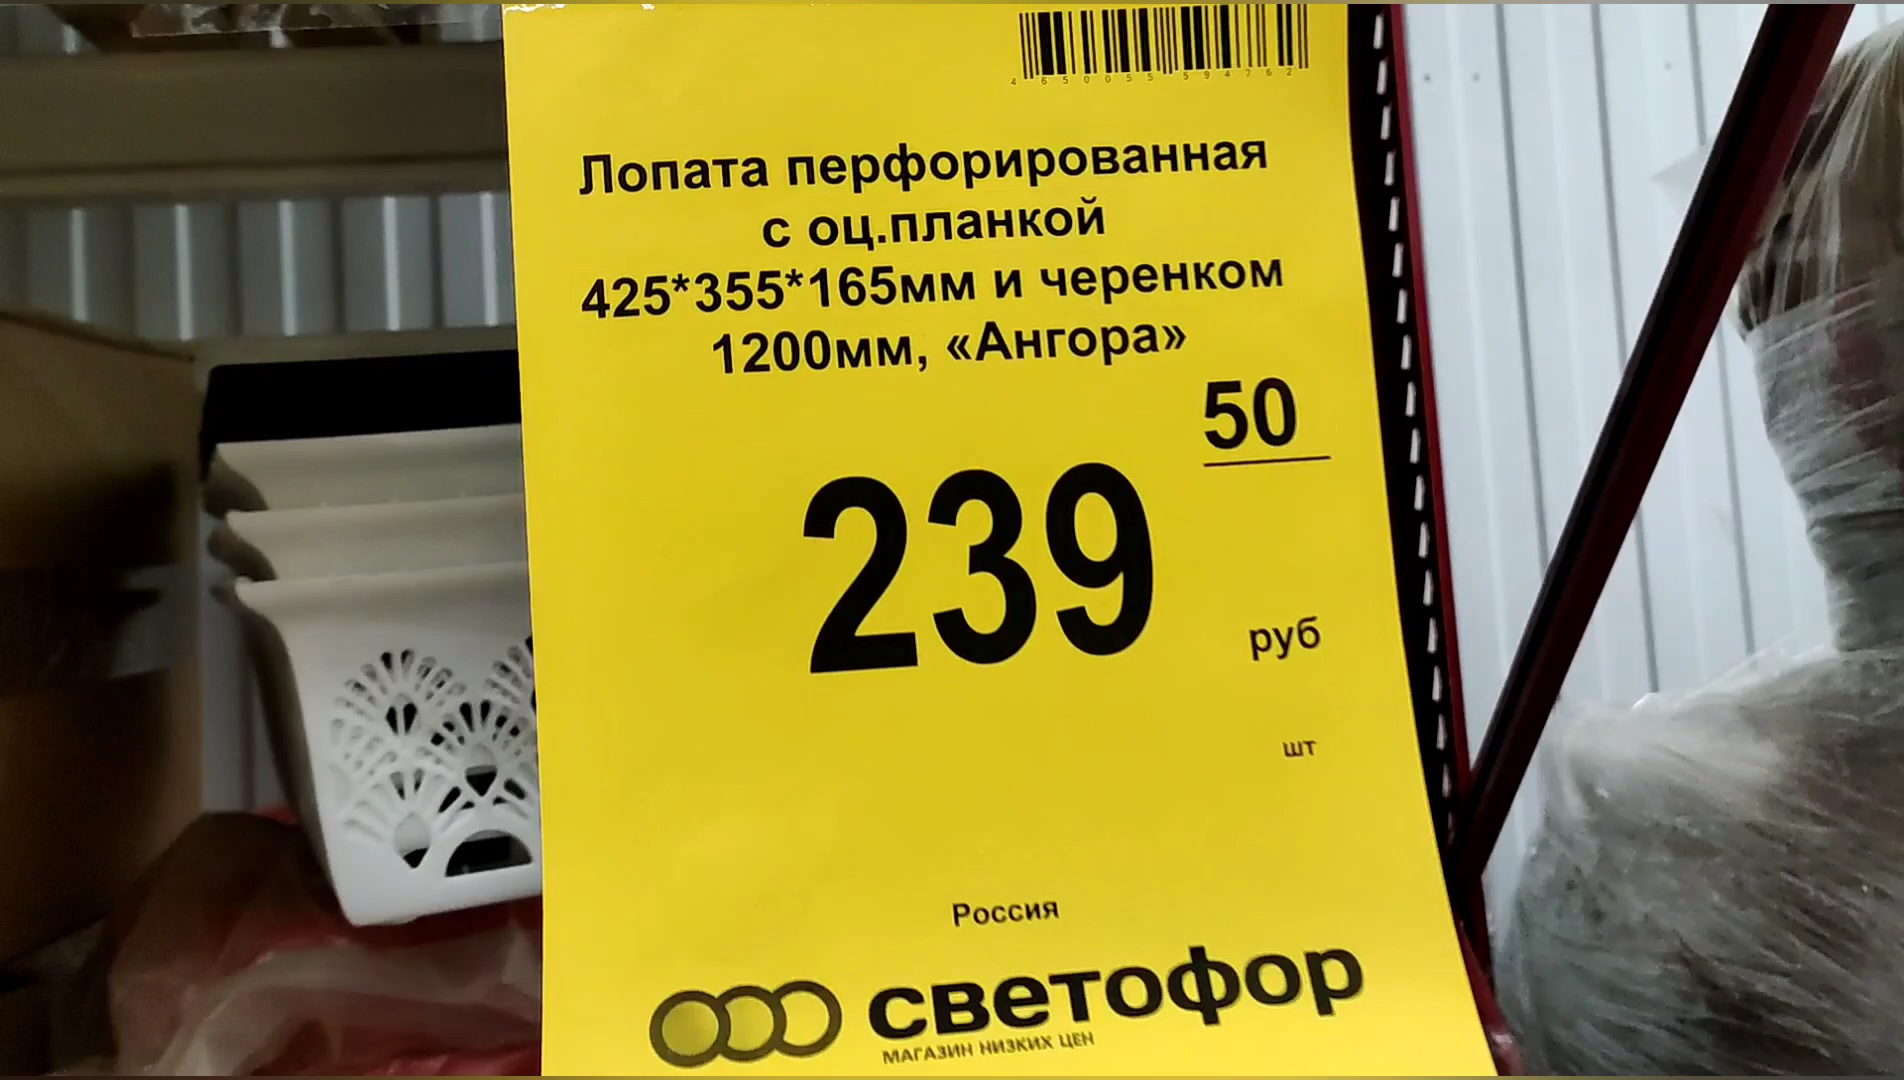 4650055594762
Лопата перфорированная
с оц.планкой
425*355*165мм и черенком
1200мм, «Ангора»
239 50
руб
шт
Россия
светофор
МАГАЗИН НИЗКИХ ЦЕН